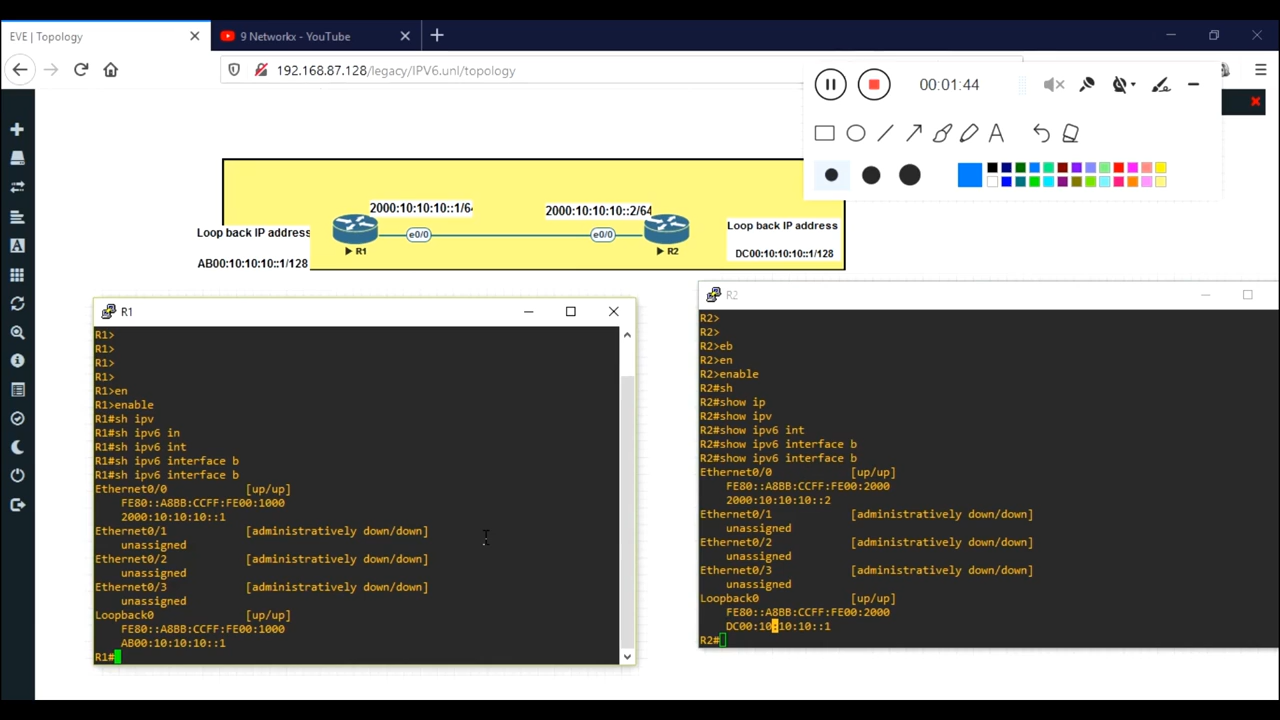 EVE | Topology
9 Networkx - YouTube
192.168.87.128/legacy/IPV6.unl/topology
00:01:44
A
2000:10:10:10::1/64
2000:10:10:10::2/64
Loop back IP address
AB00:10:10:10::1/128
e0/0
e0/0
R1
R2
Loop back IP address
DC00:10:10:10::1/128
R1
R1>
R1>
R1>
R1>
R1>en
R1>enable
R1#sh ipv
R1#sh ipv6 in
R1#sh ipv6 int
R1#sh ipv6 interface b
R1#sh ipv6 interface b
Ethernet0/0 [up/up]
FE80::A8BB:CCFF:FE00:1000
2000:10:10:10::1
Ethernet0/1 [administratively down/down]
unassigned
Ethernet0/2 [administratively down/down]
unassigned
Ethernet0/3 [administratively down/down]
unassigned
Loopback0 [up/up]
FE80::A8BB:CCFF:FE00:1000
AB00:10:10:10::1
R1#
R2
R2>
R2>
R2>eb
R2>en
R2>enable
R2#sh
R2#show ip
R2#show ipv
R2#show ipv6 int
R2#show ipv6 interface b
R2#show ipv6 interface b
Ethernet0/0 [up/up]
FE80::A8BB:CCFF:FE00:2000
2000:10:10:10::2
Ethernet0/1 [administratively down/down]
unassigned
Ethernet0/2 [administratively down/down]
unassigned
Ethernet0/3 [administratively down/down]
unassigned
Loopback0 [up/up]
FE80::A8BB:CCFF:FE00:2000
DC00:10:10:10::1
R2#